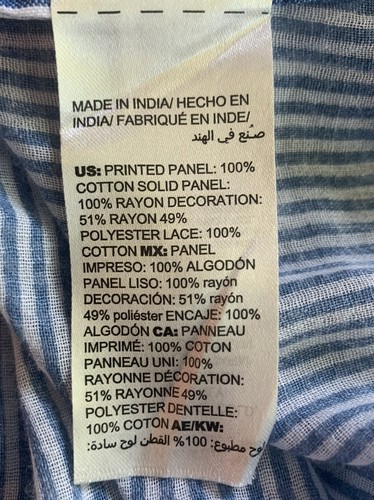 MADE IN INDIA/ HECHO EN
INDIA/ FABRIQUÉ EN INDE/
صنع في الهند
US: PRINTED PANEL: 100%
COTTON SOLID PANEL:
100% RAYON DECORATION:
51% RAYON 49%
POLYESTER LACE: 100%
COTTON MX: PANEL
IMPRESO: 100% ALGODÓN
PANEL LISO: 100% rayón
DECORACIÓN: 51% rayón
49% poliéster ENCAJE: 100%
ALGODÓN CA: PANNEAU
IMPRIMÉ: 100% COTON
PANNEAU UNI: 100%
RAYONNE DÉCORATION:
51% RAYONNE 49%
POLYESTER DENTELLE:
100% COTON AE/KW:
لوح مطبوع: 100% القطن لوح سادة: